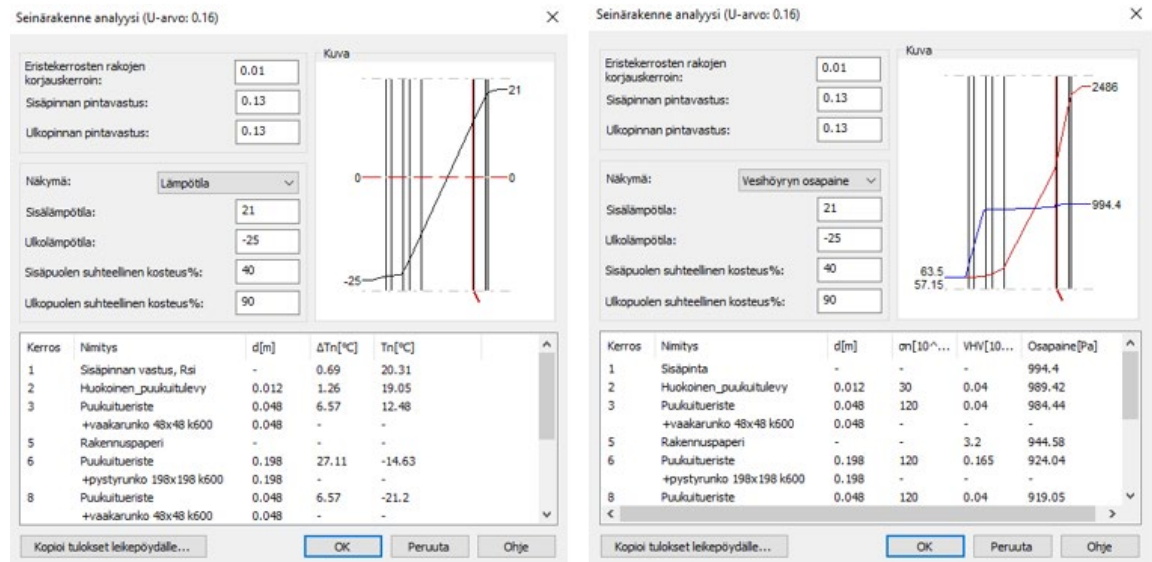 Seinärakenne analyysi (U-arvo: 0.16)
Eristekerrosten rakojen
korjauskerroin:
0.01
Sisäpinnan pintavastus:
0.13
Ulkopinnan pintavastus:
0.13
Näkymä:
Lämpötila
Sisälämpötila:
21
Ulkolämpötila:
-25
Sisäpuolen suhteellinen kosteus%:
40
Ulkopuolen suhteellinen kosteus%:
90
Kuva
21
0
0
-25
Kerros Nimitys d[m] ΔTn[°C] Tn[°C]
1 Sisäpinnan vastus, Rsi - 0.69 20.31
2 Huokoinen_puukuitulevy 0.012 1.26 19.05
3 Puukuitueriste 0.048 6.57 12.48
+vaakarunko 48x48 k600 0.048 - -
5 Rakennuspaperi - - -
6 Puukuitueriste 0.198 27.11 -14.63
+pystyrunko 198x198 k600 0.198 - -
8 Puukuitueriste 0.048 6.57 -21.2
+vaakarunko 48x48 k600 0.048 - -
Kopioi tulokset leikepöydälle...
OK
Peruuta
Ohje
Seinärakenne analyysi (U-arvo: 0.16)
Eristekerrosten rakojen
korjauskerroin:
0.01
Sisäpinnan pintavastus:
0.13
Ulkopinnan pintavastus:
0.13
Näkymä:
Vesihöyryn osapaine
Sisälämpötila:
21
Ulkolämpötila:
-25
Sisäpuolen suhteellinen kosteus%:
40
Ulkopuolen suhteellinen kosteus%:
90
Kuva
2486
994.4
63.5
57.15
Kerros Nimitys d[m] σn[10^... VHV[10... Osapaine[Pa]
1 Sisäpinta - - - 994.4
2 Huokoinen_puukuitulevy 0.012 30 0.04 989.42
3 Puukuitueriste 0.048 120 0.04 984.44
+vaakarunko 48x48 k600 0.048 - - -
5 Rakennuspaperi - - 3.2 944.58
6 Puukuitueriste 0.198 120 0.165 924.04
+pystyrunko 198x198 k600 0.198 - - -
8 Puukuitueriste 0.048 120 0.04 919.05
Kopioi tulokset leikepöydälle...
OK
Peruuta
Ohje